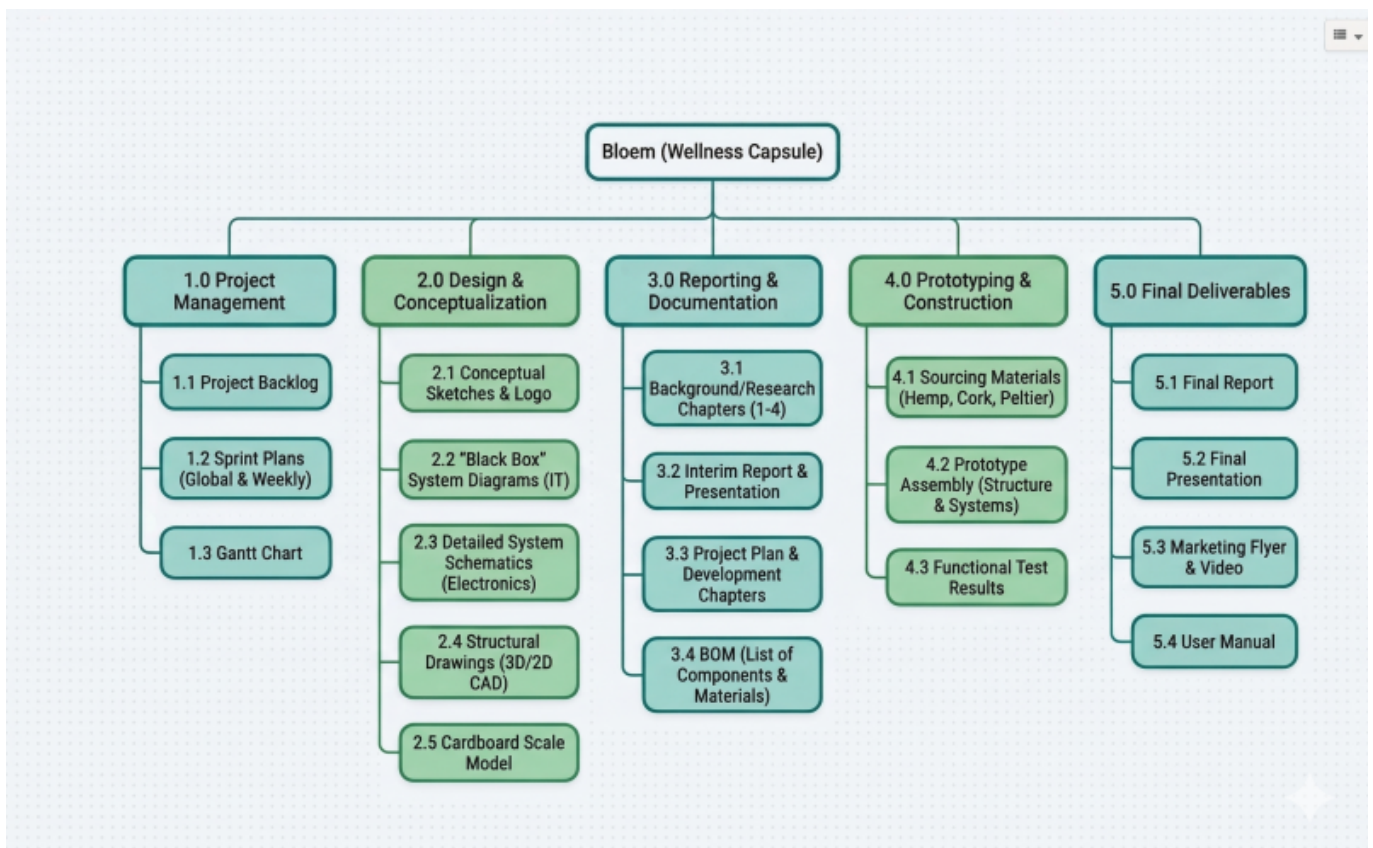 Bloem (Wellness Capsule)
1.0 Project
Management
1.1 Project Backlog
1.2 Sprint Plans
(Global & Weekly)
1.3 Gantt Chart
2.0 Design &
Conceptualization
2.1 Conceptual
Sketches & Logo
2.2 "Black Box"
System Diagrams (IT)
2.3 Detailed System
Schematics
(Electronics)
2.4 Structural
Drawings (3D/2D
CAD)
2.5 Cardboard Scale
Model
3.0 Reporting &
Documentation
3.1
Background/Research
Chapters (1-4)
3.2 Interim Report &
Presentation
3.3 Project Plan &
Development
Chapters
3.4 BOM (List of
Components &
Materials)
4.0 Prototyping &
Construction
4.1 Sourcing Materials
(Hemp, Cork, Peltier)
4.2 Prototype
Assembly (Structure
& Systems)
4.3 Functional Test
Results
5.0 Final Deliverables
5.1 Final Report
5.2 Final
Presentation
5.3 Marketing Flyer
& Video
5.4 User Manual